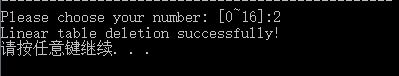 Please choose your number: [0~16]:2
Linear table deletion successfully!
请按任意键继续. . .